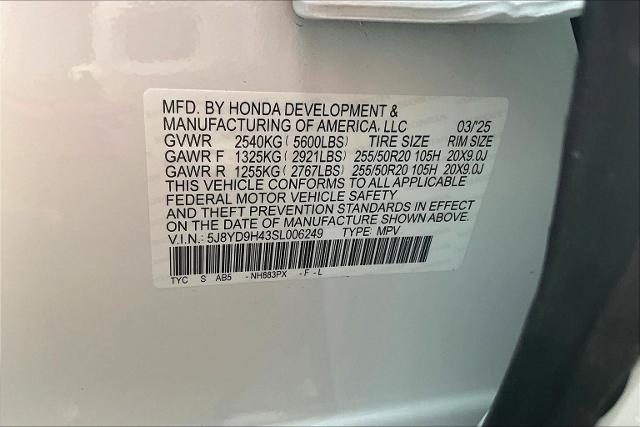 MFD. BY HONDA DEVELOPMENT &
MANUFACTURING OF AMERICA, LLC 03/25
GVWR 2540KG (5600LBS) TIRE SIZE RIM SIZE
GAWR F 1325KG (2921LBS) 255/50R20 105H 20X9.0J
GAWR R 1255KG (2767LBS) 255/50R20 105H 20X9.0J
THIS VEHICLE CONFORMS TO ALL APPLICABLE
FEDERAL MOTOR VEHICLE SAFETY
AND THEFT PREVENTION STANDARDS IN EFFECT
ON THE DATE OF MANUFACTURE SHOWN ABOVE.
V.I.N.: 5J8YD9H43SL006249 TYPE: MPV
TYC S AB5 - NH883PX - F - L